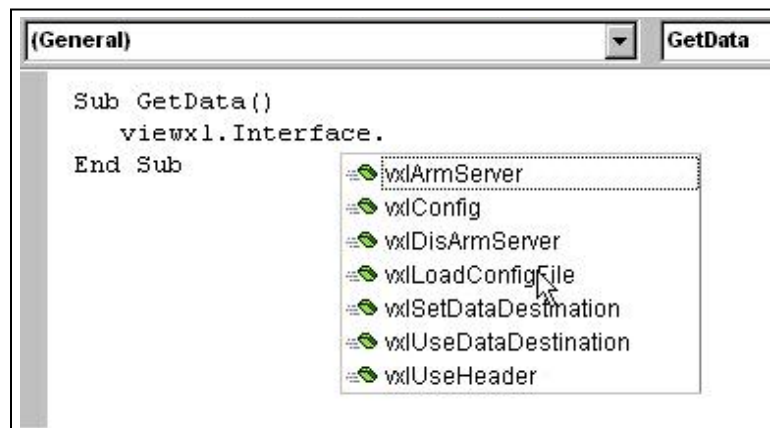 (General) GetData
Sub GetData()
viewxl.Interface.
End Sub
vxlArmServer
vxlConfig
vxlDisArmServer
vxlLoadConfigFile
vxlSetDataDestination
vxlUseDataDestination
vxlUseHeader